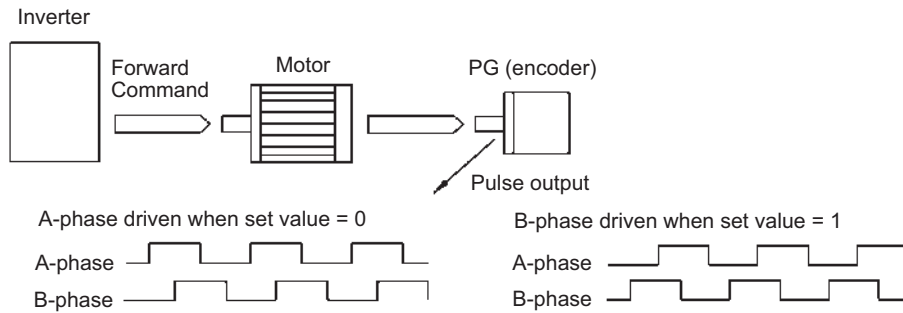 Inverter
Forward
Command
Motor
PG (encoder)
Pulse output
A-phase driven when set value = 0
A-phase
B-phase
B-phase driven when set value = 1
A-phase
B-phase